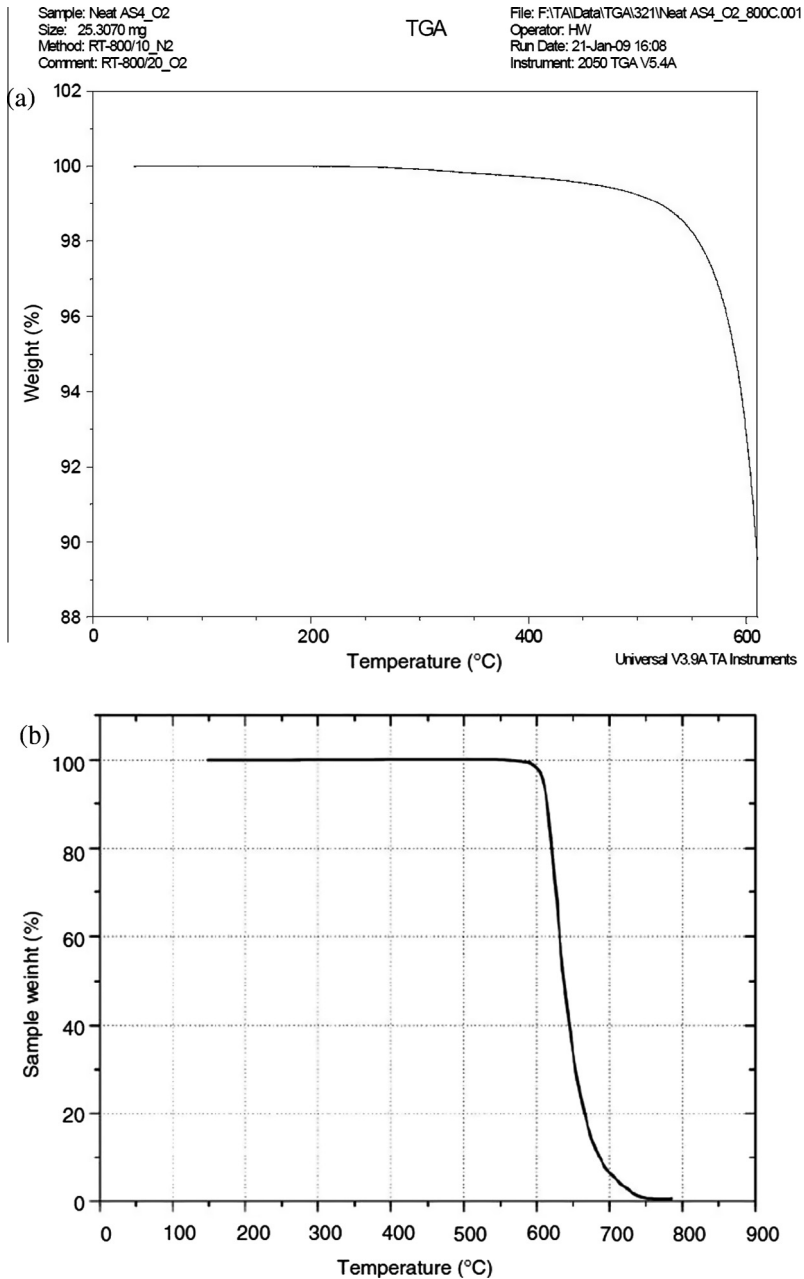 Sample: Neat AS4_O2
Size: 25.3070 mg
Method: RT-800/10_N2
Comment: RT-800/20_O2
TGA
File: F:\TA\Data\TGA\321\Neat AS4_O2_800C.001
Operator: HW
Run Date: 21-Jan-09 16:08
Instrument: 2050 TGA V5.4A
(a)
102
100
98
96
94
92
90
88
Weight (%)
0 200 400 600
Temperature (°C)
Universal V3.9A TA Instruments
(b)
100
80
60
40
20
0
Sample weinht (%)
0 100 200 300 400 500 600 700 800 900
Temperature (°C)